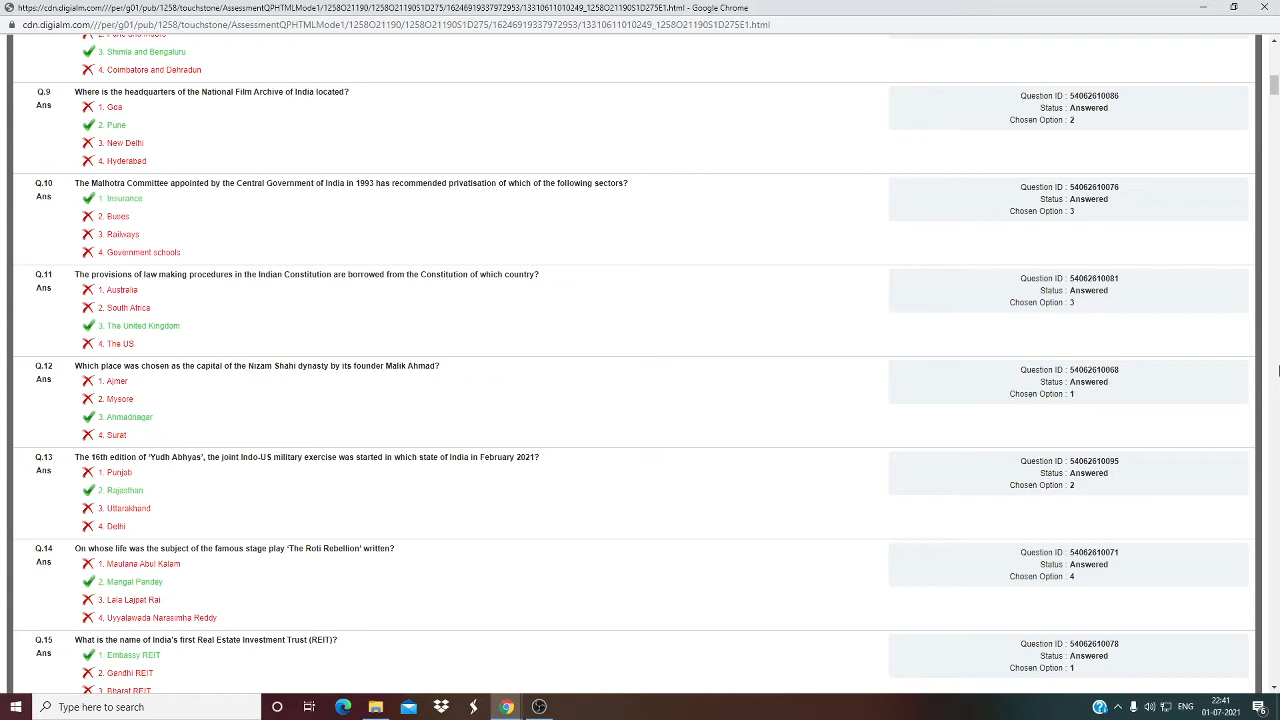 https://cdn.digialm.com///per/g01/pub/1258/touchstone/AssessmentQPHTMLMode1/1258O21190/1258O21190S1D275/16246919337972953/13310611010249_1258O21190S1D275E1.html - Google Chrome
cdn.digialm.com///per/g01/pub/1258/touchstone/AssessmentQPHTMLMode1/1258O21190/1258O21190S1D275/16246919337972953/13310611010249_1258O21190S1D275E1.html
3. Shimla and Bengaluru
4. Coimbatore and Dehradun
Q.9 Where is the headquarters of the National Film Archive of India located?
Ans 1. Goa
2. Pune
3. New Delhi
4. Hyderabad
Question ID : 54062610086
Status : Answered
Chosen Option : 2
Q.10 The Malhotra Committee appointed by the Central Government of India in 1993 has recommended privatisation of which of the following sectors?
Ans 1. Insurance
2. Buses
3. Railways
4. Government schools
Question ID : 54062610076
Status : Answered
Chosen Option : 3
Q.11 The provisions of law making procedures in the Indian Constitution are borrowed from the Constitution of which country?
Ans 1. Australia
2. South Africa
3. The United Kingdom
4. The US
Question ID : 54062610081
Status : Answered
Chosen Option : 3
Q.12 Which place was chosen as the capital of the Nizam Shahi dynasty by its founder Malik Ahmad?
Ans 1. Ajmer
2. Mysore
3. Ahmadnagar
4. Surat
Question ID : 54062610068
Status : Answered
Chosen Option : 1
Q.13 The 16th edition of ‘Yudh Abhyas’, the joint Indo-US military exercise was started in which state of India in February 2021?
Ans 1. Punjab
2. Rajasthan
3. Uttarakhand
4. Delhi
Question ID : 54062610095
Status : Answered
Chosen Option : 2
Q.14 On whose life was the subject of the famous stage play ‘The Roti Rebellion’ written?
Ans 1. Maulana Abul Kalam
2. Mangal Pandey
3. Lala Lajpat Rai
4. Uyyalawada Narasimha Reddy
Question ID : 54062610071
Status : Answered
Chosen Option : 4
Q.15 What is the name of India's first Real Estate Investment Trust (REIT)?
Ans 1. Embassy REIT
2. Gandhi REIT
3. Bharat REIT
Question ID : 54062610078
Status : Answered
Chosen Option : 1
Type here to search
ENG
22:41
01-07-2021